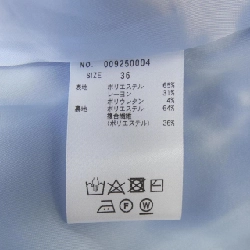 NO. 009250004
SIZE 36
表地 ポリエステル 65%
レーヨン 31%
ポリウレタン 4%
裏地 ポリエステル 64%
複合繊維
(ポリエステル) 36%